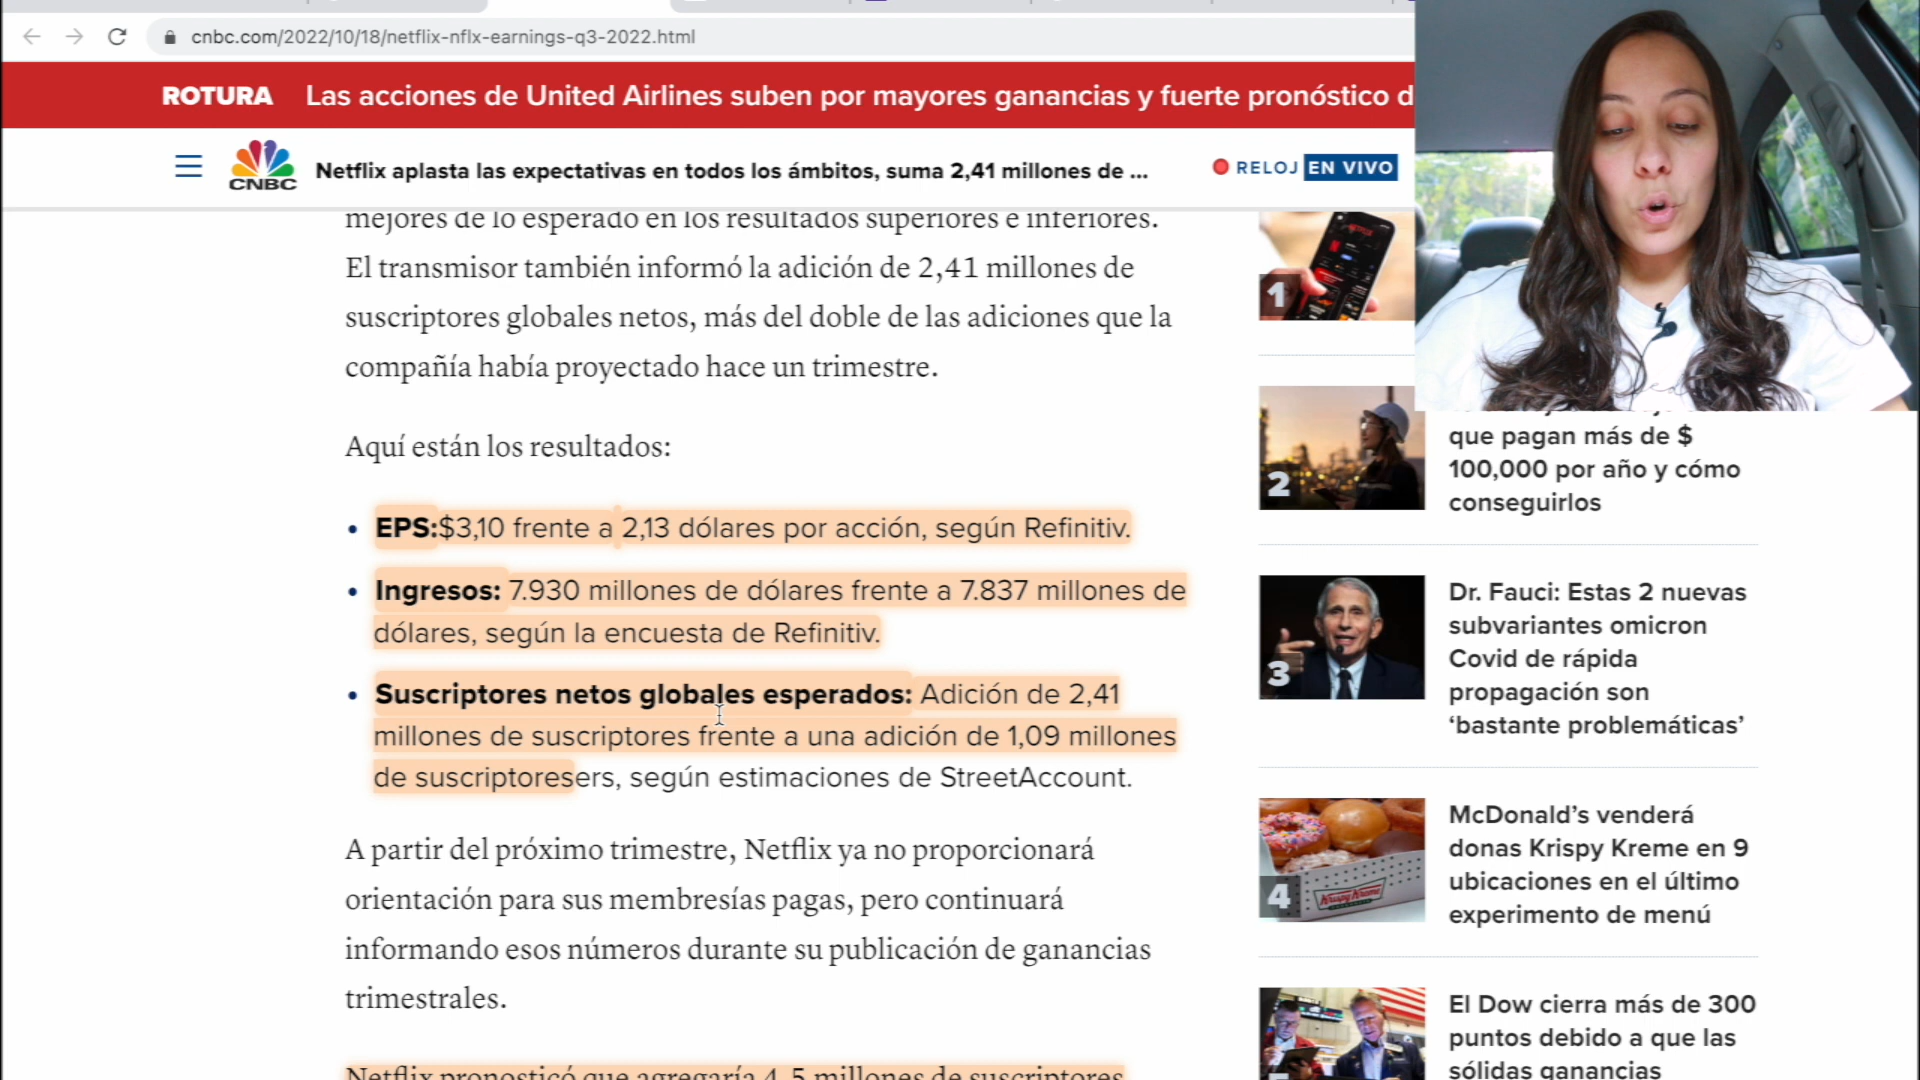 cnbc.com/2022/10/18/netflix-nflx-earnings-q3-2022.html
ROTURA Las acciones de United Airlines suben por mayores ganancias y fuerte pronóstico d
CNBC
Netflix aplasta las expectativas en todos los ámbitos, suma 2,41 millones de ...
RELOJ EN VIVO
mejores de lo esperado en los resultados superiores e inferiores.
El transmisor también informó la adición de 2,41 millones de
suscriptores globales netos, más del doble de las adiciones que la
compañía había proyectado hace un trimestre.
Aquí están los resultados:
• EPS:$3,10 frente a 2,13 dólares por acción, según Refinitiv.
• Ingresos: 7.930 millones de dólares frente a 7.837 millones de
dólares, según la encuesta de Refinitiv.
• Suscriptores netos globales esperados: Adición de 2,41
millones de suscriptores frente a una adición de 1,09 millones
de suscriptoresers, según estimaciones de StreetAccount.
A partir del próximo trimestre, Netflix ya no proporcionará
orientación para sus membresías pagas, pero continuará
informando esos números durante su publicación de ganancias
trimestrales.
Netflix pronosticó que agregaría 4,5 millones de suscriptores
1
2
que pagan más de $
100,000 por año y cómo
conseguirlos
3
Dr. Fauci: Estas 2 nuevas
subvariantes omicron
Covid de rápida
propagación son
‘bastante problemáticas’
4
Krispy Kreme
McDonald’s venderá
donas Krispy Kreme en 9
ubicaciones en el último
experimento de menú
El Dow cierra más de 300
puntos debido a que las
sólidas ganancias